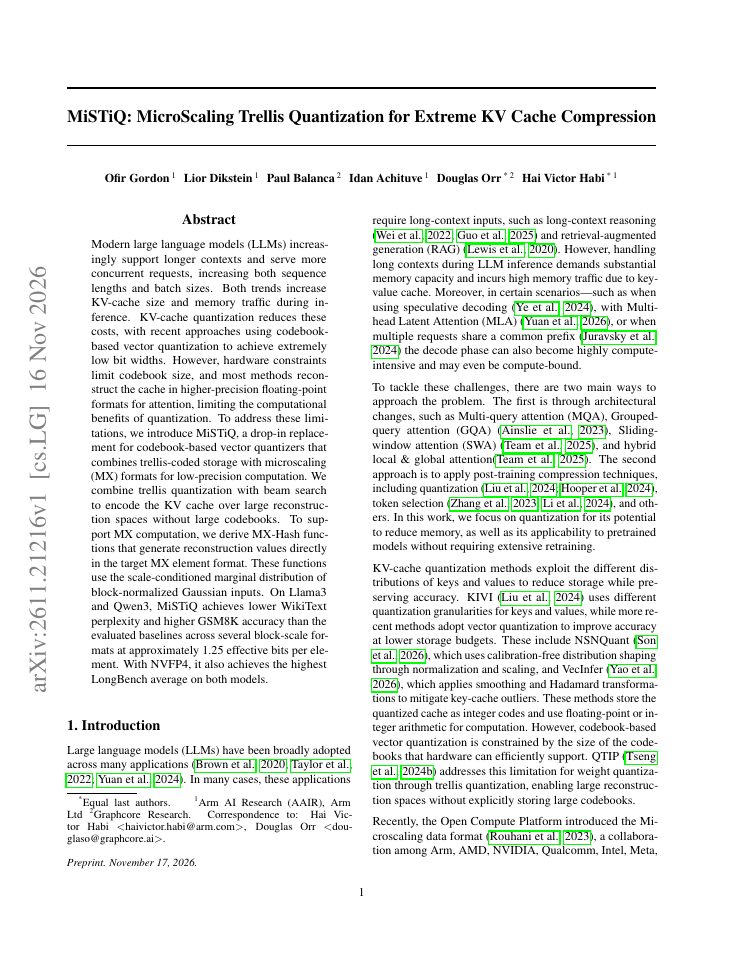 arXiv:2611.21216v1 [cs.LG] 16 Nov 2026
MiSTiQ: MicroScaling Trellis Quantization for Extreme KV Cache Compression
Ofir Gordon 1 Lior Dikstein 1 Paul Balanca 2 Idan Achituve 1 Douglas Orr * 2 Hai Victor Habi * 1
Abstract
Modern large language models (LLMs) increas-
ingly support longer contexts and serve more
concurrent requests, increasing both sequence
lengths and batch sizes. Both trends increase
KV-cache size and memory traffic during in-
ference. KV-cache quantization reduces these
costs, with recent approaches using codebook-
based vector quantization to achieve extremely
low bit widths. However, hardware constraints
limit codebook size, and most methods recon-
struct the cache in higher-precision floating-point
formats for attention, limiting the computational
benefits of quantization. To address these limi-
tations, we introduce MiSTiQ, a drop-in replace-
ment for codebook-based vector quantizers that
combines trellis-coded storage with microscaling
(MX) formats for low-precision computation. We
combine trellis quantization with beam search
to encode the KV cache over large reconstruc-
tion spaces without large codebooks. To sup-
port MX computation, we derive MX-Hash func-
tions that generate reconstruction values directly
in the target MX element format. These functions
use the scale-conditioned marginal distribution of
block-normalized Gaussian inputs. On Llama3
and Qwen3, MiSTiQ achieves lower WikiText
perplexity and higher GSM8K accuracy than the
evaluated baselines across several block-scale for-
mats at approximately 1.25 effective bits per ele-
ment. With NVFP4, it also achieves the highest
LongBench average on both models.
1. Introduction
Large language models (LLMs) have been broadly adopted
across many applications (Brown et al., 2020; Taylor et al.,
2022; Yuan et al., 2024). In many cases, these applications
*Equal last authors. 1Arm AI Research (AAIR), Arm
Ltd 2Graphcore Research. Correspondence to: Hai Vic-
tor Habi <haivictor.habi@arm.com>, Douglas Orr <dou-
glaso@graphcore.ai>.
Preprint. November 17, 2026.
require long-context inputs, such as long-context reasoning
(Wei et al., 2022; Guo et al., 2025) and retrieval-augmented
generation (RAG) (Lewis et al., 2020). However, handling
long contexts during LLM inference demands substantial
memory capacity and incurs high memory traffic due to key-
value cache. Moreover, in certain scenarios—such as when
using speculative decoding (Ye et al., 2024), with Multi-
head Latent Attention (MLA) (Yuan et al., 2026), or when
multiple requests share a common prefix (Juravsky et al.,
2024) the decode phase can also become highly compute-
intensive and may even be compute-bound.
To tackle these challenges, there are two main ways to
approach the problem. The first is through architectural
changes, such as Multi-query attention (MQA), Grouped-
query attention (GQA) (Ainslie et al., 2023), Sliding-
window attention (SWA) (Team et al., 2025), and hybrid
local & global attention(Team et al., 2025). The second
approach is to apply post-training compression techniques,
including quantization (Liu et al., 2024; Hooper et al., 2024),
token selection (Zhang et al., 2023; Li et al., 2024), and oth-
ers. In this work, we focus on quantization for its potential
to reduce memory, as well as its applicability to pretrained
models without requiring extensive retraining.
KV-cache quantization methods exploit the different dis-
tributions of keys and values to reduce storage while pre-
serving accuracy. KIVI (Liu et al., 2024) uses different
quantization granularities for keys and values, while more re-
cent methods adopt vector quantization to improve accuracy
at lower storage budgets. These include NSNQuant (Son
et al., 2026), which uses calibration-free distribution shaping
through normalization and scaling, and VecInfer (Yao et al.,
2026), which applies smoothing and Hadamard transforma-
tions to mitigate key-cache outliers. These methods store the
quantized cache as integer codes and use floating-point or in-
teger arithmetic for computation. However, codebook-based
vector quantization is constrained by the size of the code-
books that hardware can efficiently support. QTIP (Tseng
et al., 2024b) addresses this limitation for weight quantiza-
tion through trellis quantization, enabling large reconstruc-
tion spaces without explicitly storing large codebooks.
Recently, the Open Compute Platform introduced the Mi-
croscaling data format (Rouhani et al., 2023), a collabora-
tion among Arm, AMD, NVIDIA, Qualcomm, Intel, Meta,
1